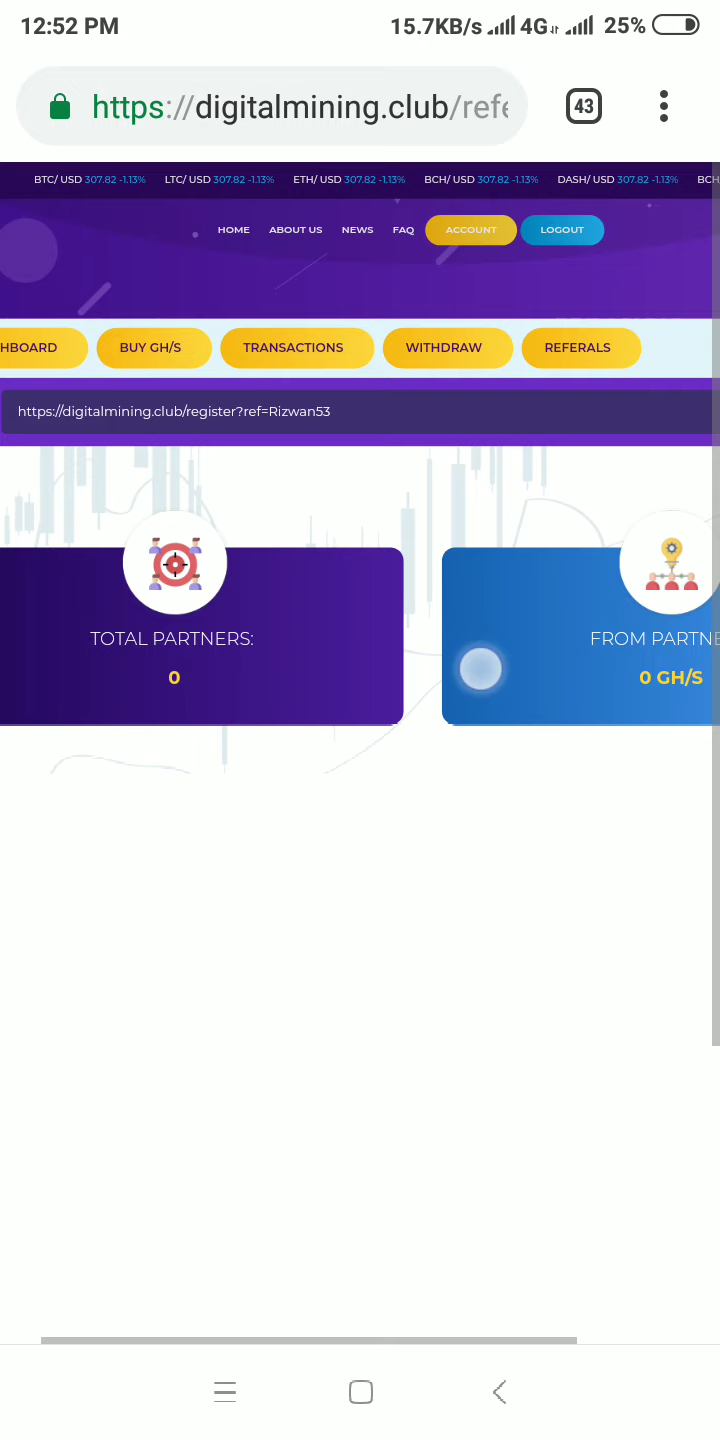 12:52 PM 15.7KB/s 4G 25%
https://digitalmining.club/refe
43
BTC/ USD 307.82 -1.13% LTC/ USD 307.82 -1.13% ETH/ USD 307.82 -1.13% BCH/ USD 307.82 -1.13% DASH/ USD 307.82 -1.13% BCH
HOME ABOUT US NEWS FAQ ACCOUNT LOGOUT
HBOARD BUY GH/S TRANSACTIONS WITHDRAW REFERALS
https://digitalmining.club/register?ref=Rizwan53
TOTAL PARTNERS: FROM PARTNE
0 0 GH/S